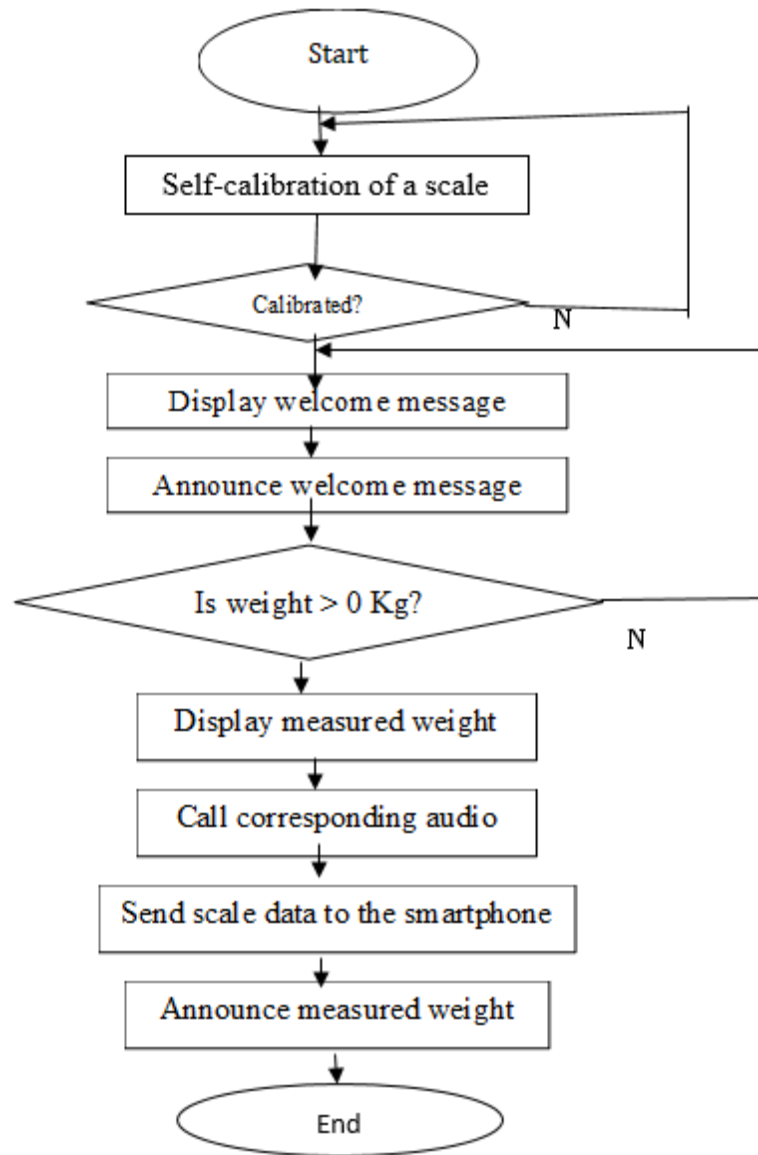 Start
Self-calibration of a scale
Calibrated?
N
Display welcome message
Announce welcome message
Is weight > 0 Kg?
N
Display measured weight
Call corresponding audio
Send scale data to the smartphone
Announce measured weight
End